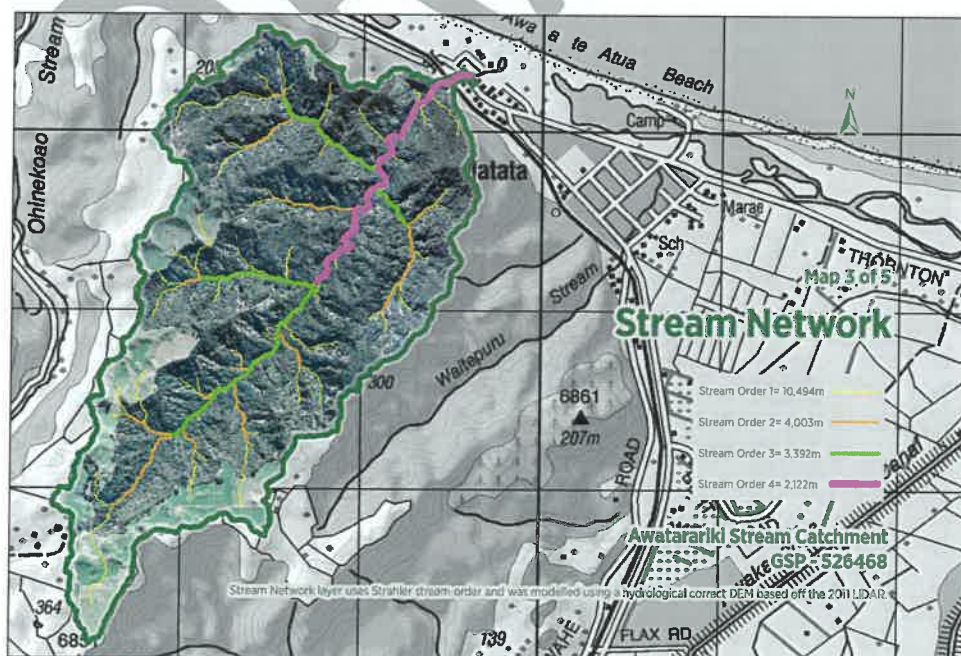 Awa a te Atua Beach
Stream
Ohinekoao
20
0
Camp
atata
Marae
Sch
THORNTON
Map 3 of 5
Stream Network
Stream
Waitepuru
300
6861
207m
ROAD
Stream Order 1= 10,494m
Stream Order 2= 4,003m
Stream Order 3= 3,392m
Stream Order 4= 2,122m
Awatarariki Stream Catchment
GSP - 526468
Stream Network layer uses Strahler stream order and was modelled using a hydrological correct DEM based off the 2011 LIDAR.
364
139
FLAX RD